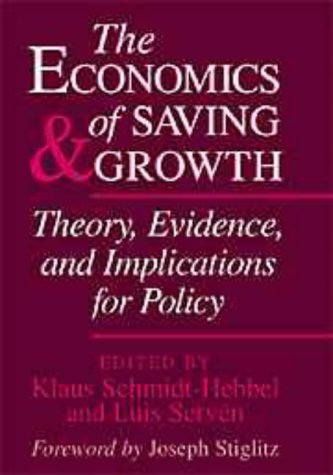 The
ECONOMICS
of SAVING
& GROWTH
Theory, Evidence,
and Implications
for Policy
EDITED BY
Klaus Schmidt-Hebbel
and Luis Servén
Foreword by Joseph Stiglitz